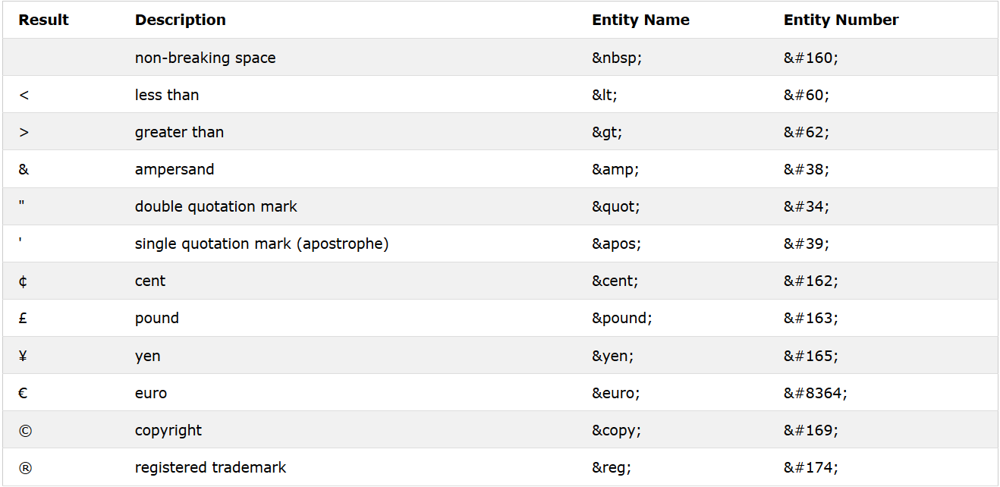 Result Description Entity Name Entity Number
non-breaking space &nbsp; &#160;
< less than &lt; &#60;
> greater than &gt; &#62;
& ampersand &amp; &#38;
" double quotation mark &quot; &#34;
' single quotation mark (apostrophe) &apos; &#39;
¢ cent &cent; &#162;
£ pound &pound; &#163;
¥ yen &yen; &#165;
€ euro &euro; &#8364;
© copyright &copy; &#169;
® registered trademark &reg; &#174;